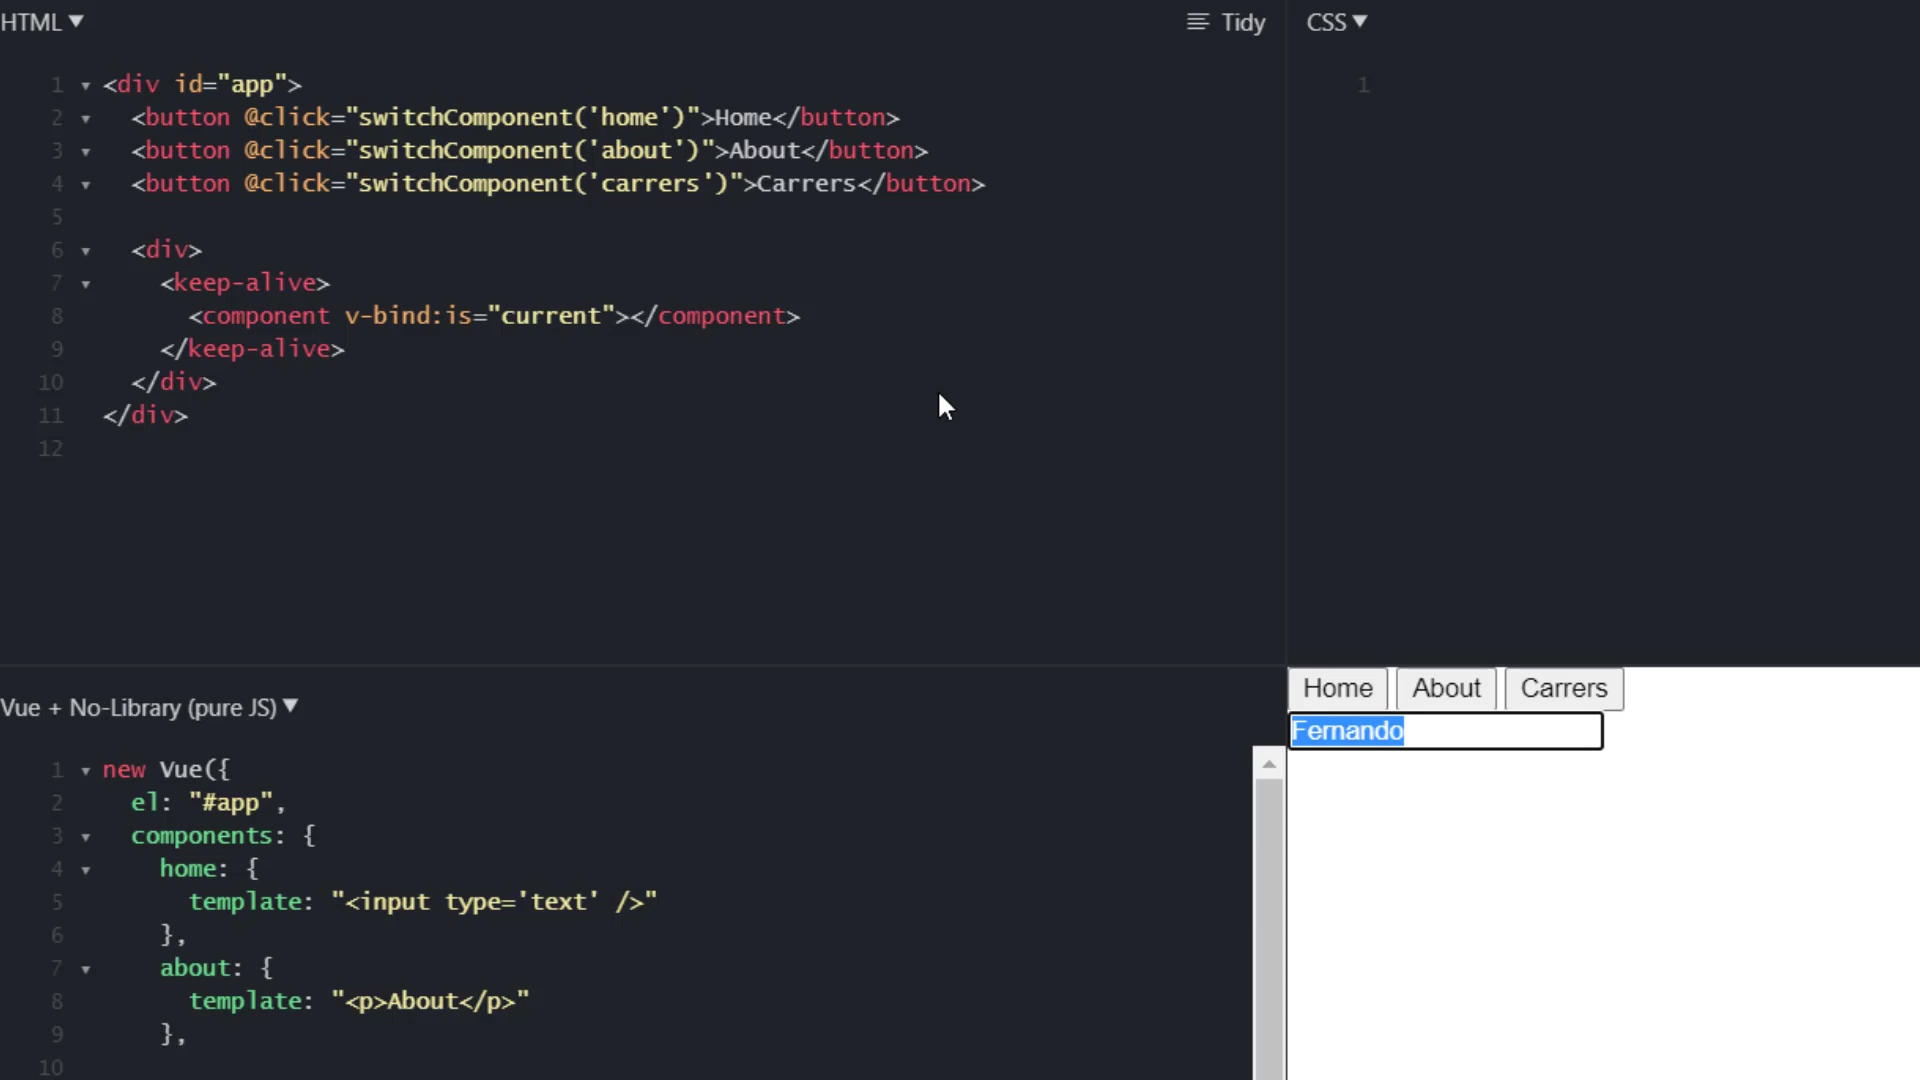 HTML
Tidy
CSS
1 <div id="app">
2 <button @click="switchComponent('home')">Home</button>
3 <button @click="switchComponent('about')">About</button>
4 <button @click="switchComponent('carrers')">Carrers</button>
5
6 <div>
7 <keep-alive>
8 <component v-bind:is="current"></component>
9 </keep-alive>
10 </div>
11 </div>
12
1
Vue + No-Library (pure JS)
1 new Vue({
2 el: "#app",
3 components: {
4 home: {
5 template: "<input type='text' />"
6 },
7 about: {
8 template: "<p>About</p>"
9 },
10
Home About Carrers
Fernando